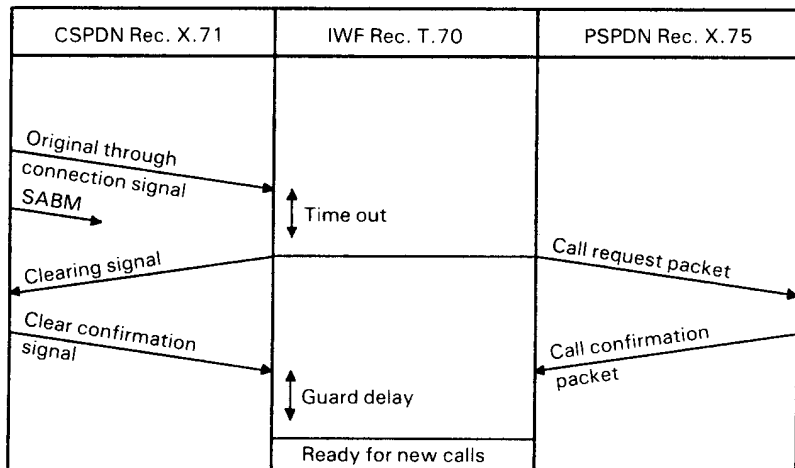 CSPDN Rec. X.71
IWF Rec. T.70
PSPDN Rec. X.75
Original through
connection signal
SABM
Time out
Clearing signal
Call request packet
Clear confirmation
signal
Call confirmation
packet
Guard delay
Ready for new calls